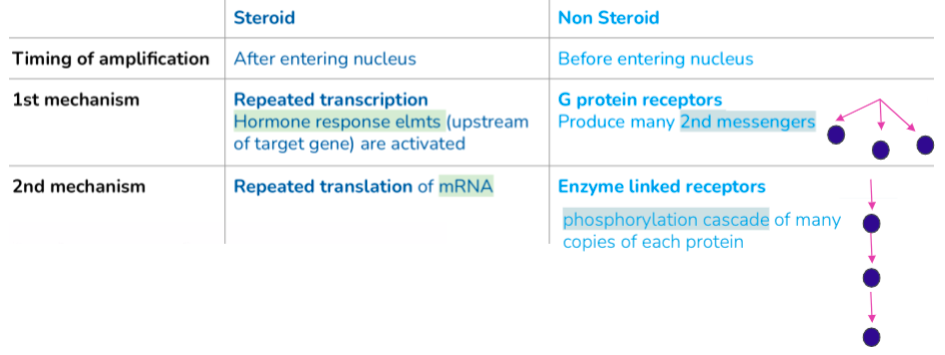 Steroid
Non Steroid
Timing of amplification
After entering nucleus
Before entering nucleus
1st mechanism
Repeated transcription
Hormone response elmts (upstream
of target gene) are activated
G protein receptors
Produce many 2nd messengers
2nd mechanism
Repeated translation of mRNA
Enzyme linked receptors
phosphorylation cascade of many
copies of each protein